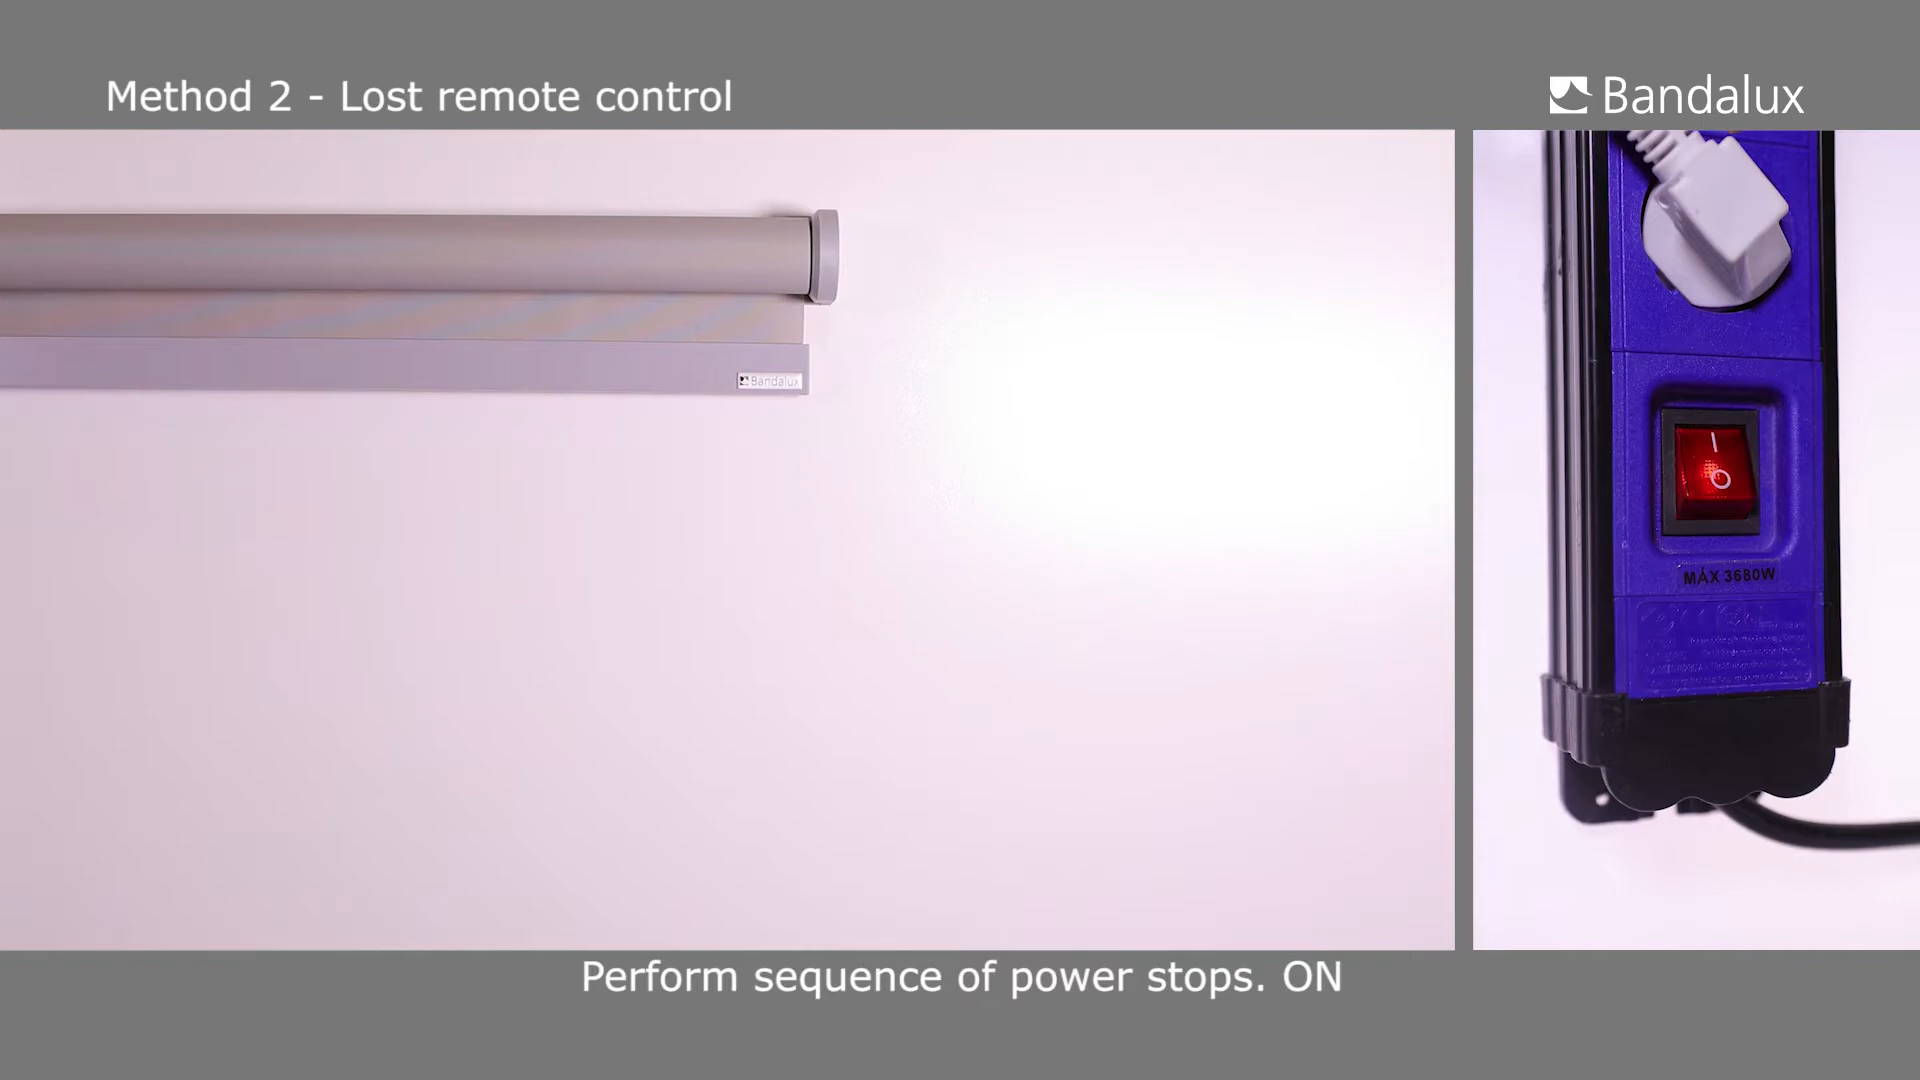 Method 2 - Lost remote control
Bandalux
Bandalux
I
O
MÁX 3680W
Perform sequence of power stops. ON